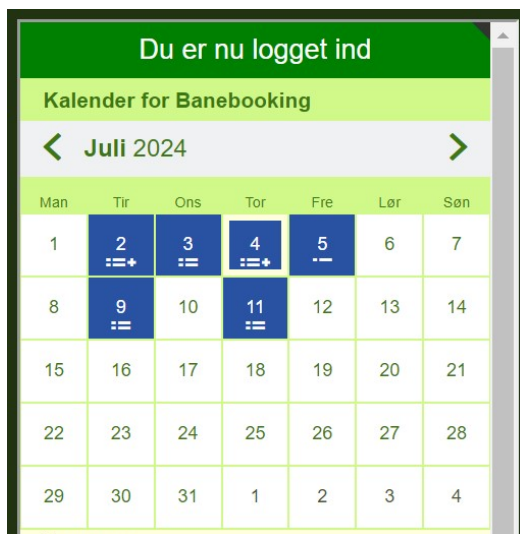 Du er nu logget ind
Kalender for Banebooking
Juli 2024
Man Tir Ons Tor Fre Lør Søn
1 2 3 4 5 6 7
8 9 10 11 12 13 14
15 16 17 18 19 20 21
22 23 24 25 26 27 28
29 30 31 1 2 3 4